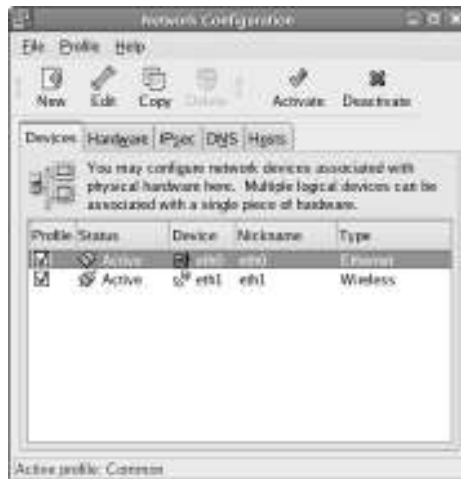 Network Configuration
File Profile Help
New Edit Copy Delete Activate Deactivate
Devices Hardware IPsec DNS Hosts
You may configure network devices associated with
physical hardware here. Multiple logical devices can be
associated with a single piece of hardware.
Profile Status Device Nickname Type
Active eth0 eth0 Ethernet
Active eth1 eth1 Wireless
Active profile: Common